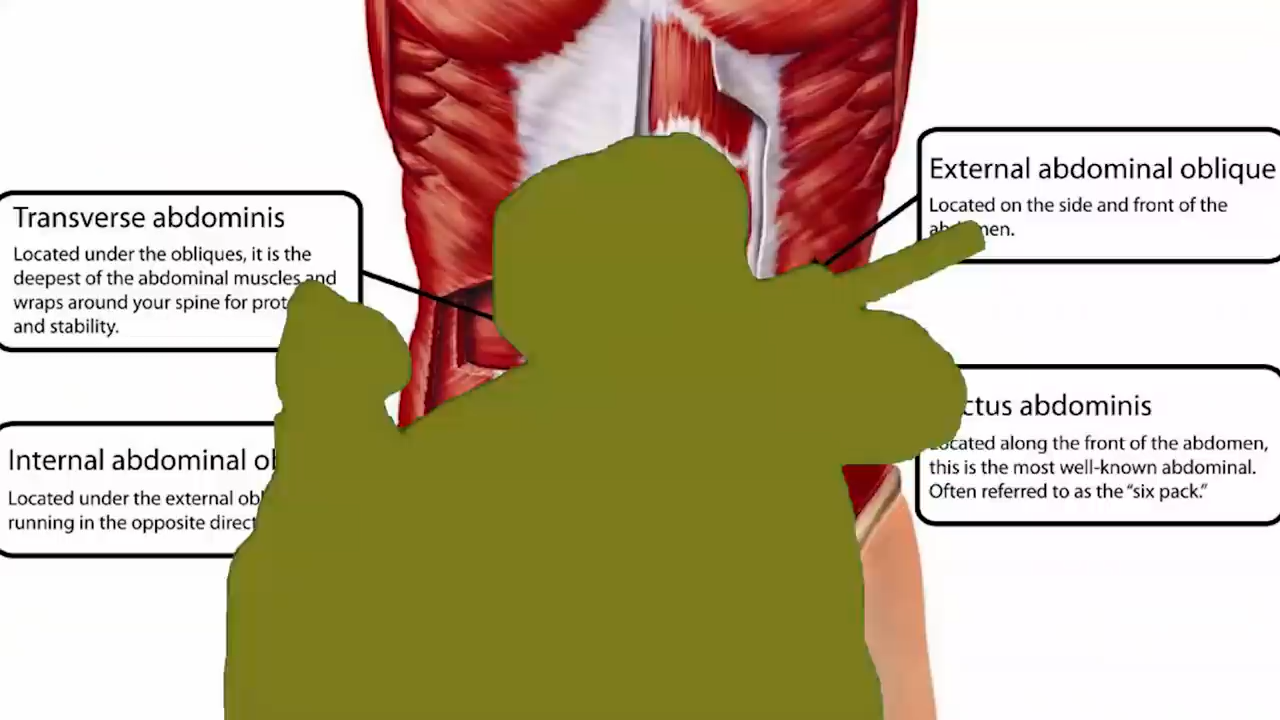 Transverse abdominis
Located under the obliques, it is the
deepest of the abdominal muscles and
wraps around your spine for
and stability.
Internal abdominal
Located under the external
running in the opposite
External abdominal oblique
Located on the side and front of the
Rectus abdominis
Located along the front of the abdomen,
this is the most well-known abdominal.
Often referred to as the “six pack.”